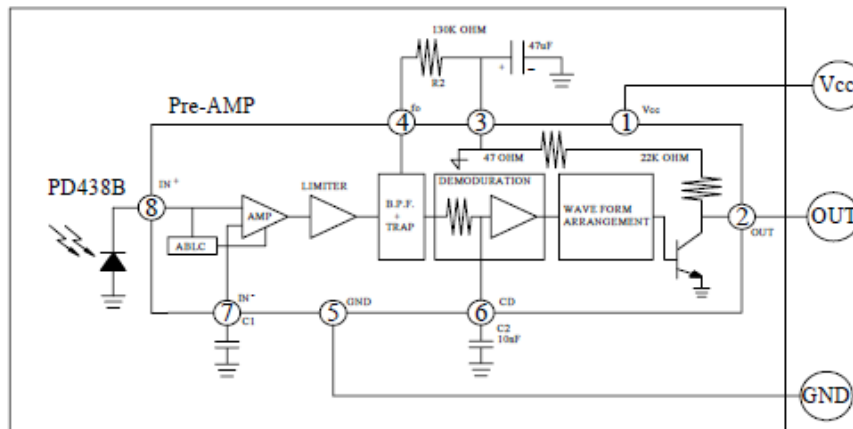 130K OHM
47uF
+
−
R2
Vcc
Pre-AMP
fo
4
3
1
Vcc
47 OHM
22K OHM
PD438B
IN+
LIMITER
DEMODURATION
8
AMP
B.P.F.
+
TRAP
WAVE FORM
ARRANGEMENT
2
OUT
OUT
ABLC
IN-
7
C1
GND
5
CD
6
C2
10nF
GND